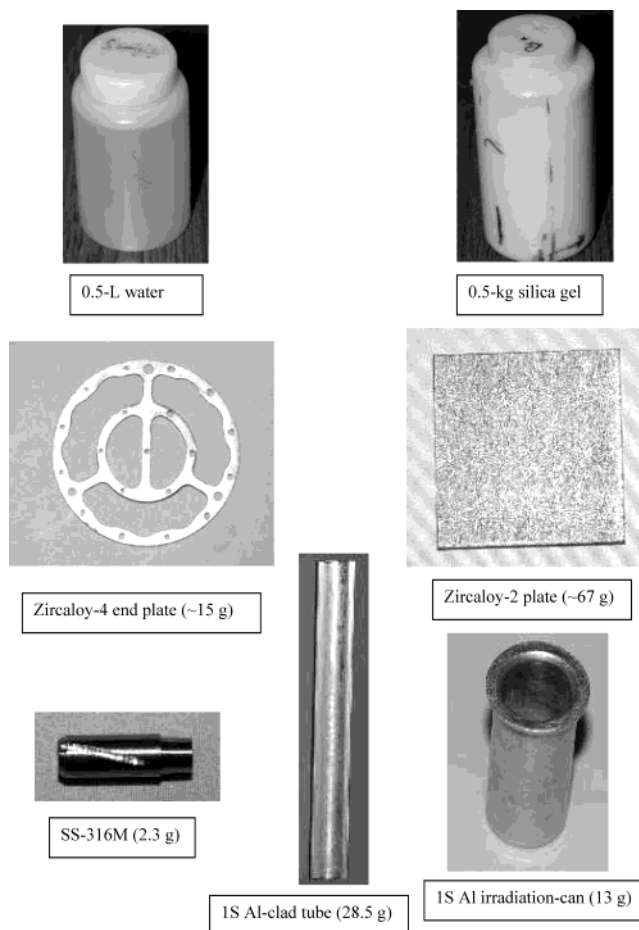 0.5-L water
0.5-kg silica gel
Zircaloy-4 end plate (~15 g)
Zircaloy-2 plate (~67 g)
SS-316M (2.3 g)
1S Al-clad tube (28.5 g)
1S Al irradiation-can (13 g)